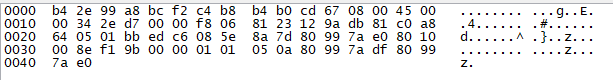 0000 b4 2e 99 a8 bc f2 c4 b8 b4 b0 cd 67 08 00 45 00 ........ ...g..E.
0010 00 34 2e d7 00 00 f8 06 81 23 12 9a db 81 c0 a8 .4...... .#......
0020 64 05 01 bb ed c6 08 5e 8a 7d 80 99 7a e0 80 10 d......^ .}..z...
0030 00 8e f1 9b 00 00 01 01 05 0a 80 99 7a df 80 99 ........ ....z...
0040 7a e0 z.